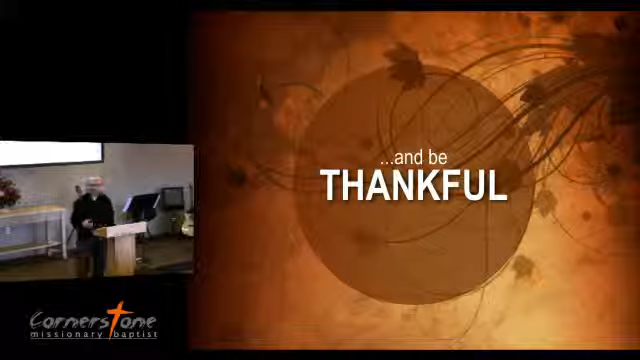 ...and be
THANKFUL
Cornerstone
missionary baptist